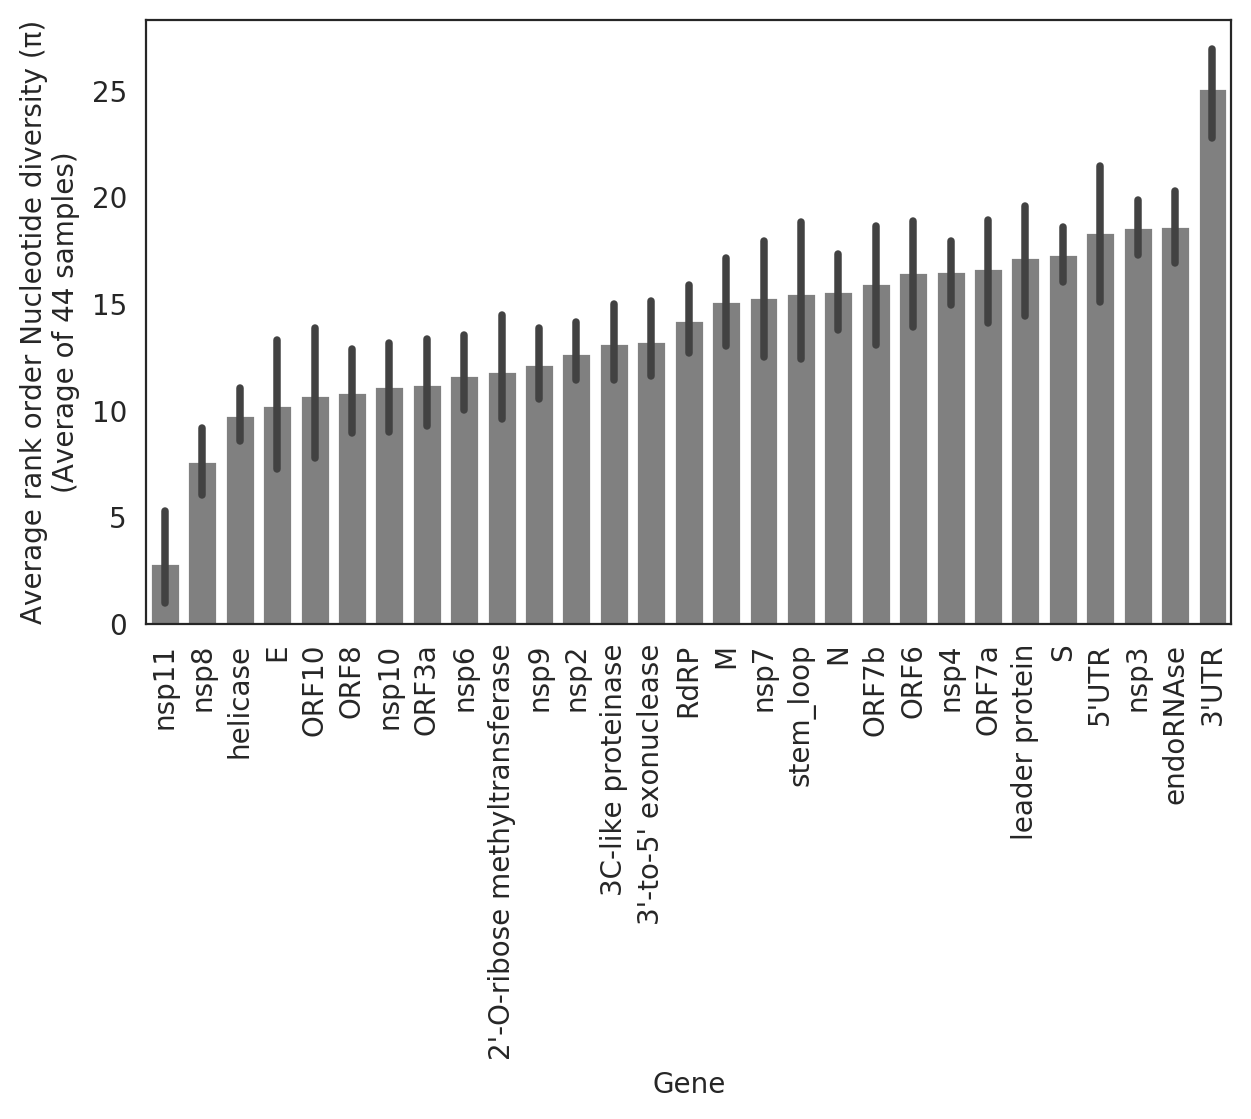 Average rank order Nucleotide diversity (π)
(Average of 44 samples)
25
20
15
10
5
0
nsp11
nsp8
helicase
E
ORF10
ORF8
nsp10
ORF3a
nsp6
2'-O-ribose methyltransferase
nsp9
nsp2
3C-like proteinase
3'-to-5' exonuclease
RdRP
M
nsp7
stem_loop
N
ORF7b
ORF6
nsp4
ORF7a
leader protein
S
5'UTR
nsp3
endoRNAse
3'UTR
Gene